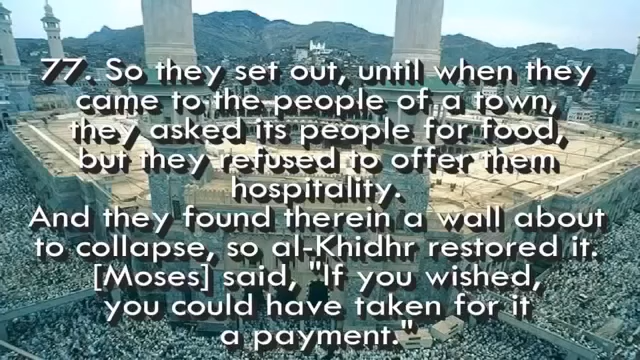 77. So they set out, until when they
came to the people of a town,
they asked its people for food,
but they refused to offer them
hospitality.
And they found therein a wall about
to collapse, so al-Khidhr restored it.
[Moses] said, "If you wished,
you could have taken for it
a payment."